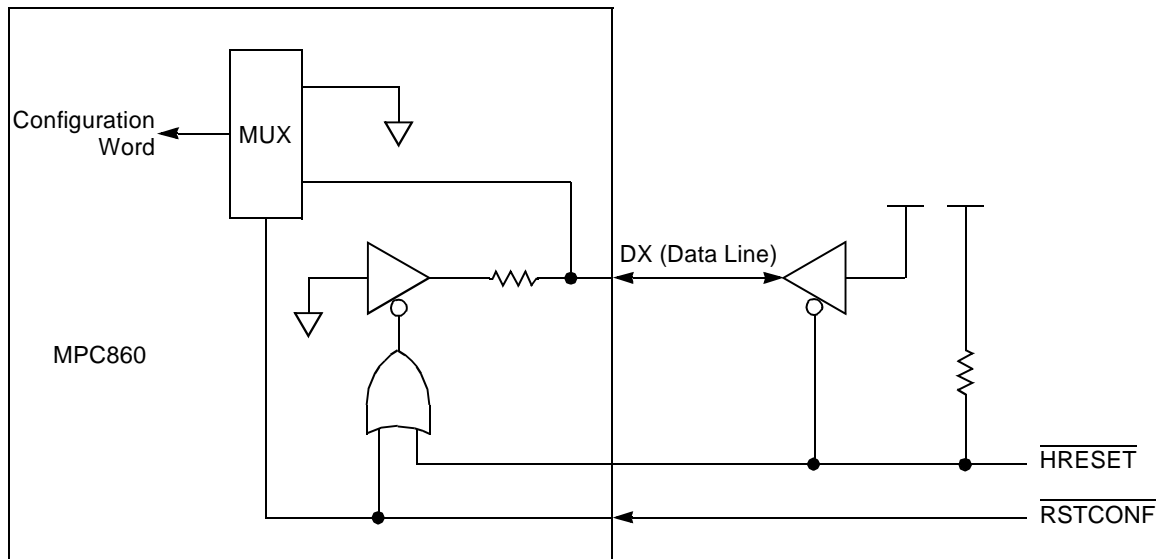 Configuration
Word
MUX
DX (Data Line)
MPC860
HRESET
RSTCONF